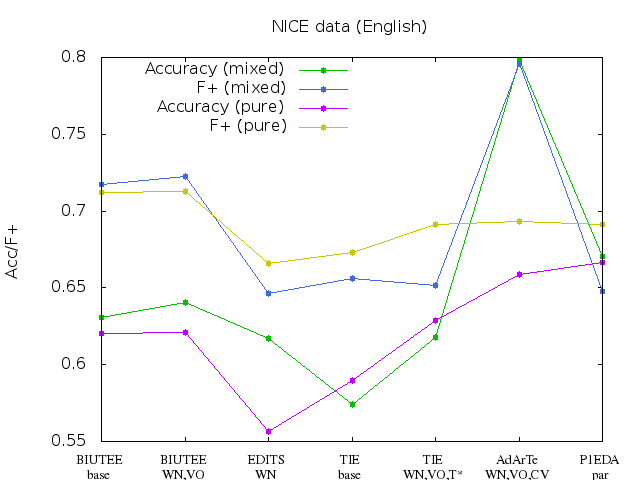 NICE data (English)
Accuracy (mixed)
F+ (mixed)
Accuracy (pure)
F+ (pure)
Acc/F+
0.8
0.75
0.7
0.65
0.6
0.55
BIUTEE
base
BIUTEE
WN,VO
EDITS
WN
TIE
base
TIE
WN,VO,T*
AdArTe
WN,VO,CV
P1EDA
par